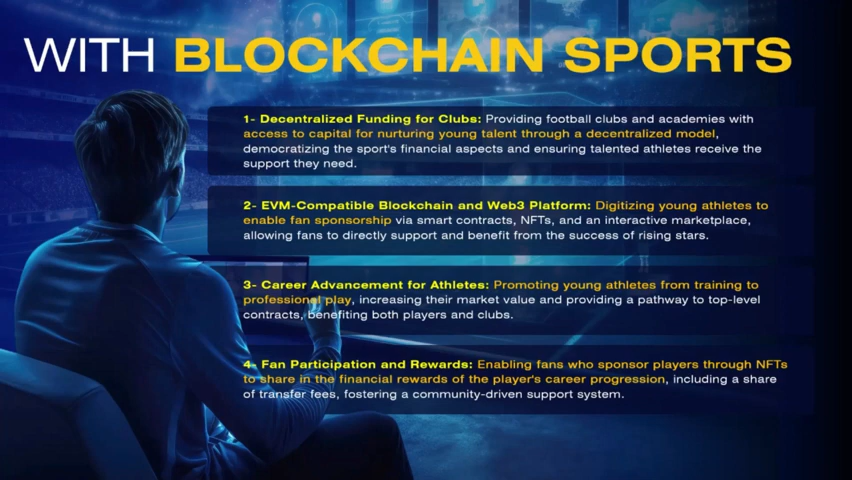 WITH BLOCKCHAIN SPORTS
1- Decentralized Funding for Clubs: Providing football clubs and academies with
access to capital for nurturing young talent through a decentralized model,
democratizing the sport's financial aspects and ensuring talented athletes receive the
support they need.
2- EVM-Compatible Blockchain and Web3 Platform: Digitizing young athletes to
enable fan sponsorship via smart contracts, NFTs, and an interactive marketplace,
allowing fans to directly support and benefit from the success of rising stars.
3- Career Advancement for Athletes: Promoting young athletes from training to
professional play, increasing their market value and providing a pathway to top-level
contracts, benefiting both players and clubs.
4- Fan Participation and Rewards: Enabling fans who sponsor players through NFTs
to share in the financial rewards of the player's career progression, including a share
of transfer fees, fostering a community-driven support system.